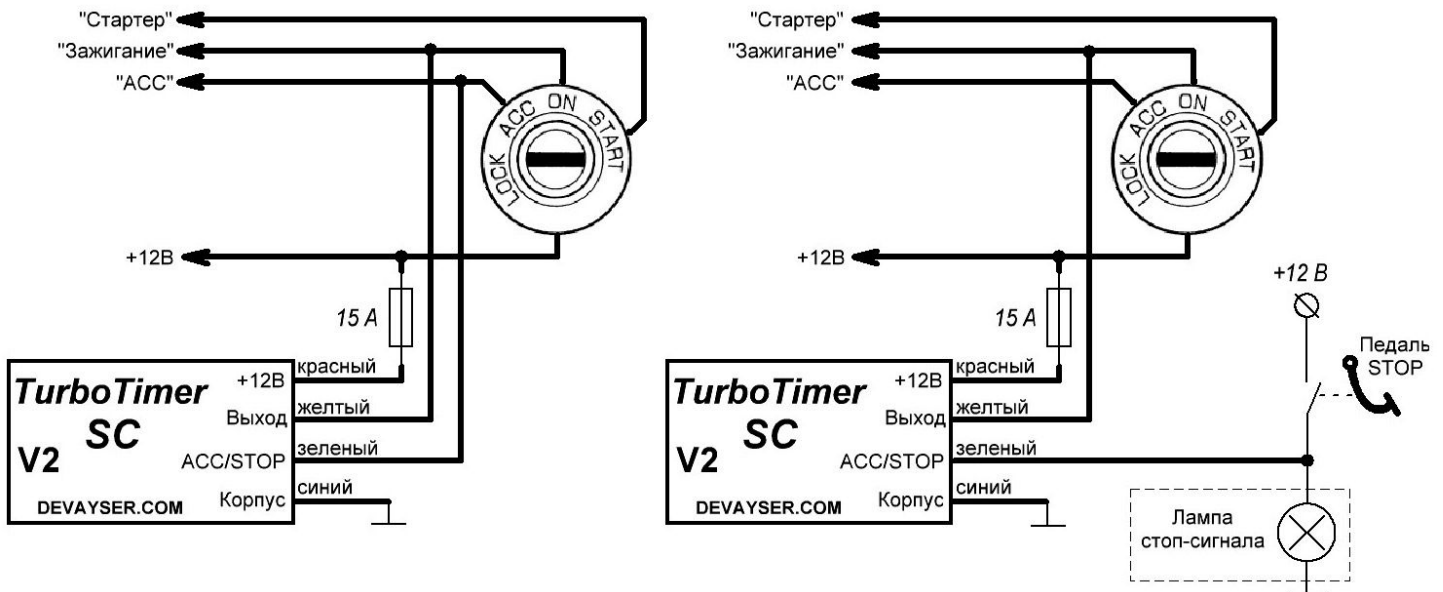 "Стартер"
"Зажигание"
"АСС"
LOCK ACC ON START
+12В
15 А
красный
TurboTimer
+12В
желтый
SC
Выход
зеленый
V2
ACC/STOP
синий
DEVAYSER.COM
Корпус
"Стартер"
"Зажигание"
"АСС"
LOCK ACC ON START
+12В
+12 В
15 А
Педаль
STOP
красный
TurboTimer
+12В
желтый
SC
Выход
зеленый
V2
ACC/STOP
синий
DEVAYSER.COM
Корпус
Лампа
стоп-сигнала